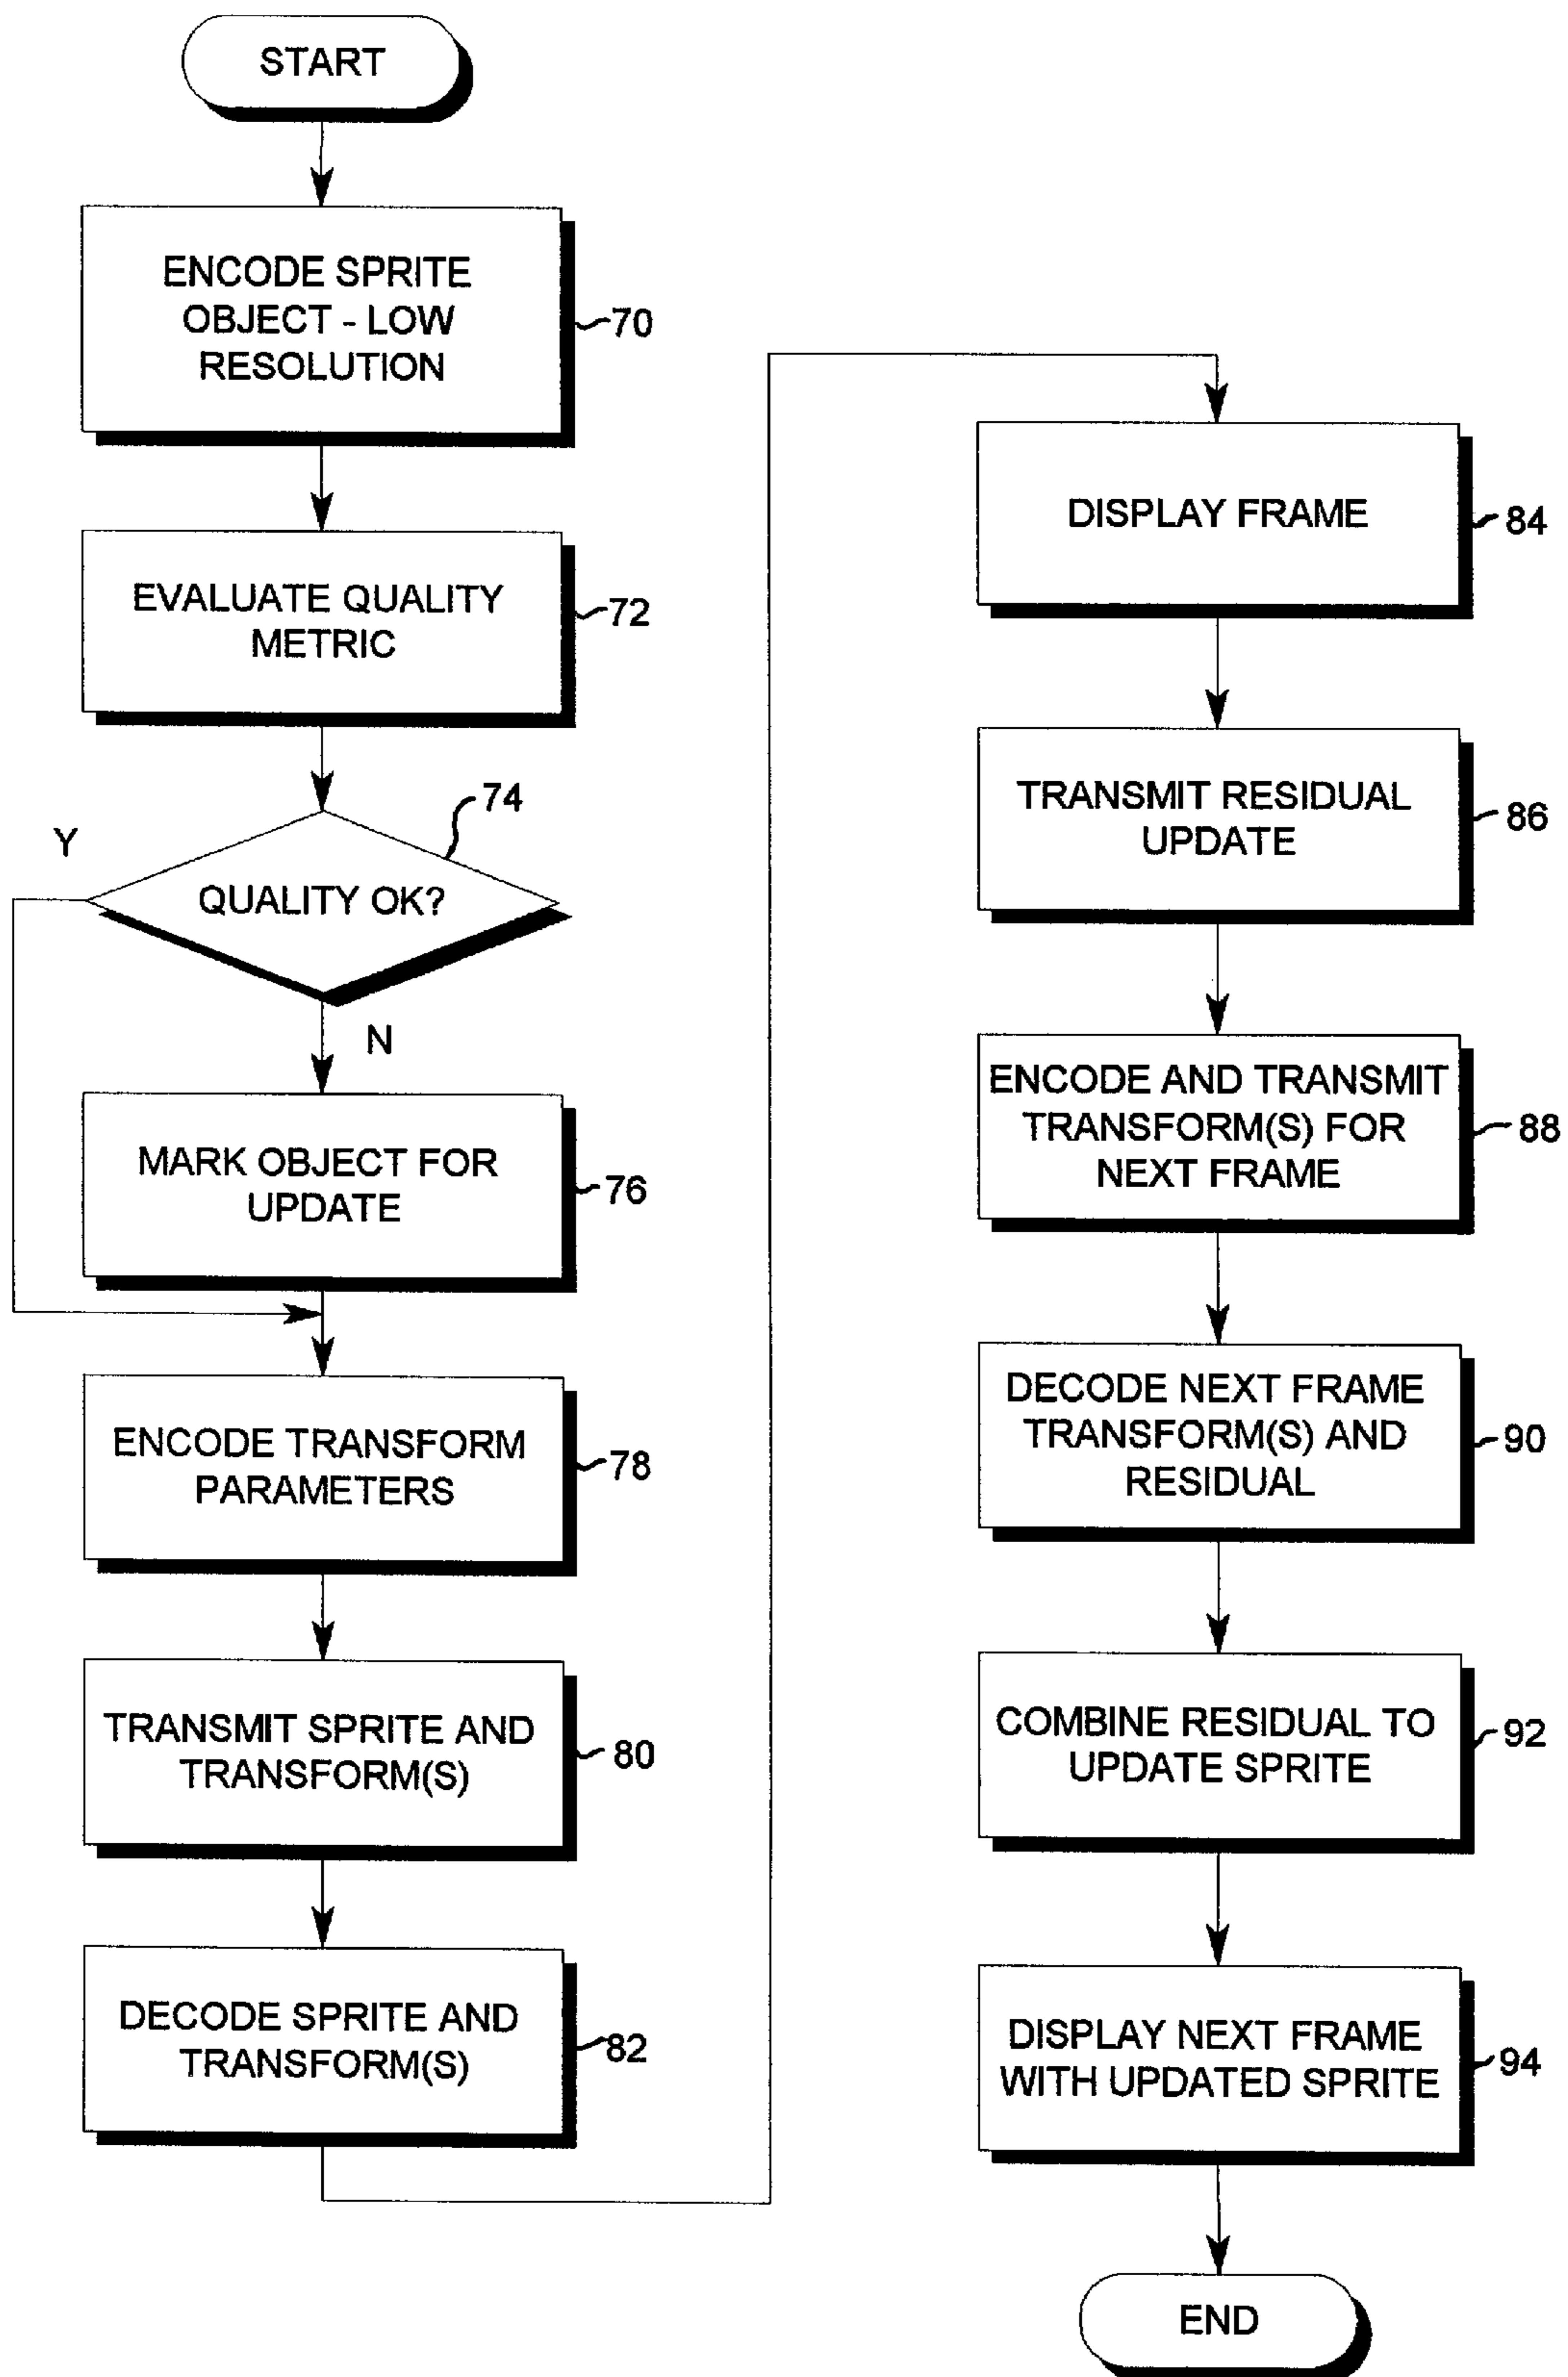 START
ENCODE SPRITE
OBJECT - LOW
RESOLUTION
70
EVALUATE QUALITY
METRIC
72
74
Y
QUALITY OK?
N
MARK OBJECT FOR
UPDATE
76
ENCODE TRANSFORM
PARAMETERS
78
TRANSMIT SPRITE AND
TRANSFORM(S)
80
DECODE SPRITE AND
TRANSFORM(S)
82
DISPLAY FRAME
84
TRANSMIT RESIDUAL
UPDATE
86
ENCODE AND TRANSMIT
TRANSFORM(S) FOR
NEXT FRAME
88
DECODE NEXT FRAME
TRANSFORM(S) AND
RESIDUAL
90
COMBINE RESIDUAL TO
UPDATE SPRITE
92
DISPLAY NEXT FRAME
WITH UPDATED SPRITE
94
END